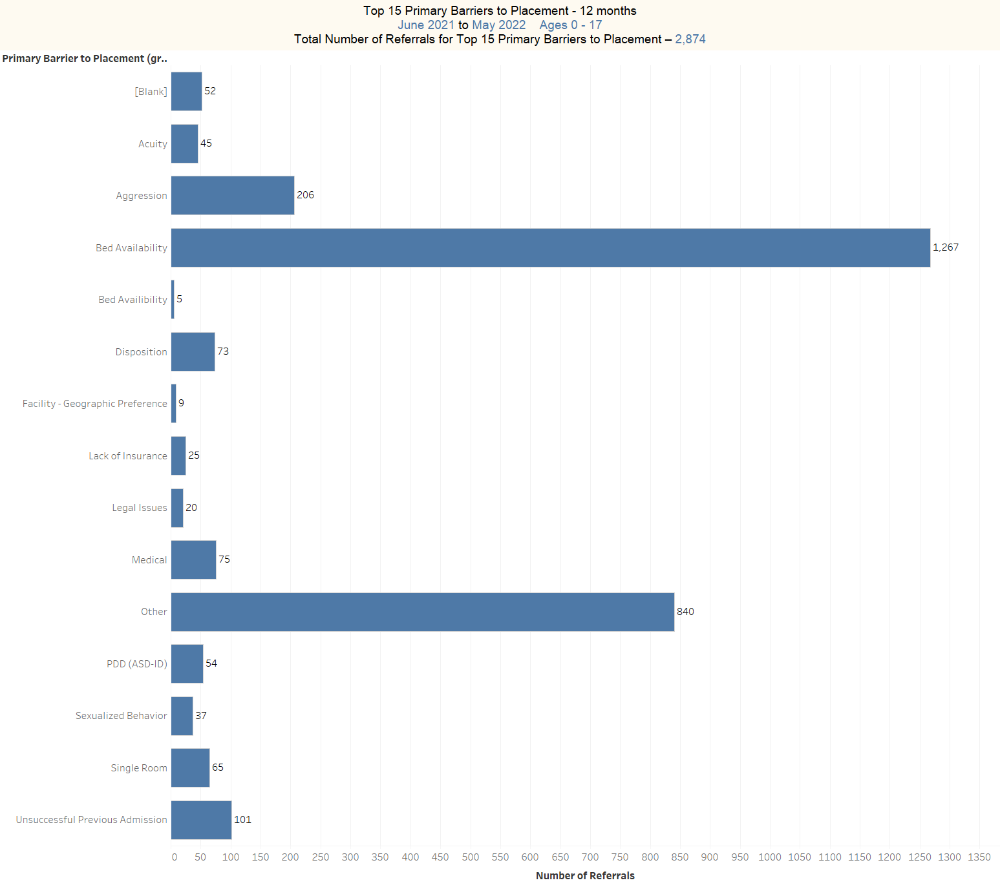 Top 15 Primary Barriers to Placement - 12 months
June 2021 to May 2022 Ages 0 - 17
Total Number of Referrals for Top 15 Primary Barriers to Placement – 2,874
Primary Barrier to Placement (gr..
[Blank] 52
Acuity 45
Aggression 206
Bed Availability 1,267
Bed Availibility 5
Disposition 73
Facility - Geographic Preference 9
Lack of Insurance 25
Legal Issues 20
Medical 75
Other 840
PDD (ASD-ID) 54
Sexualized Behavior 37
Single Room 65
Unsuccessful Previous Admission 101
0 50 100 150 200 250 300 350 400 450 500 550 600 650 700 750 800 850 900 950 1000 1050 1100 1150 1200 1250 1300 1350
Number of Referrals